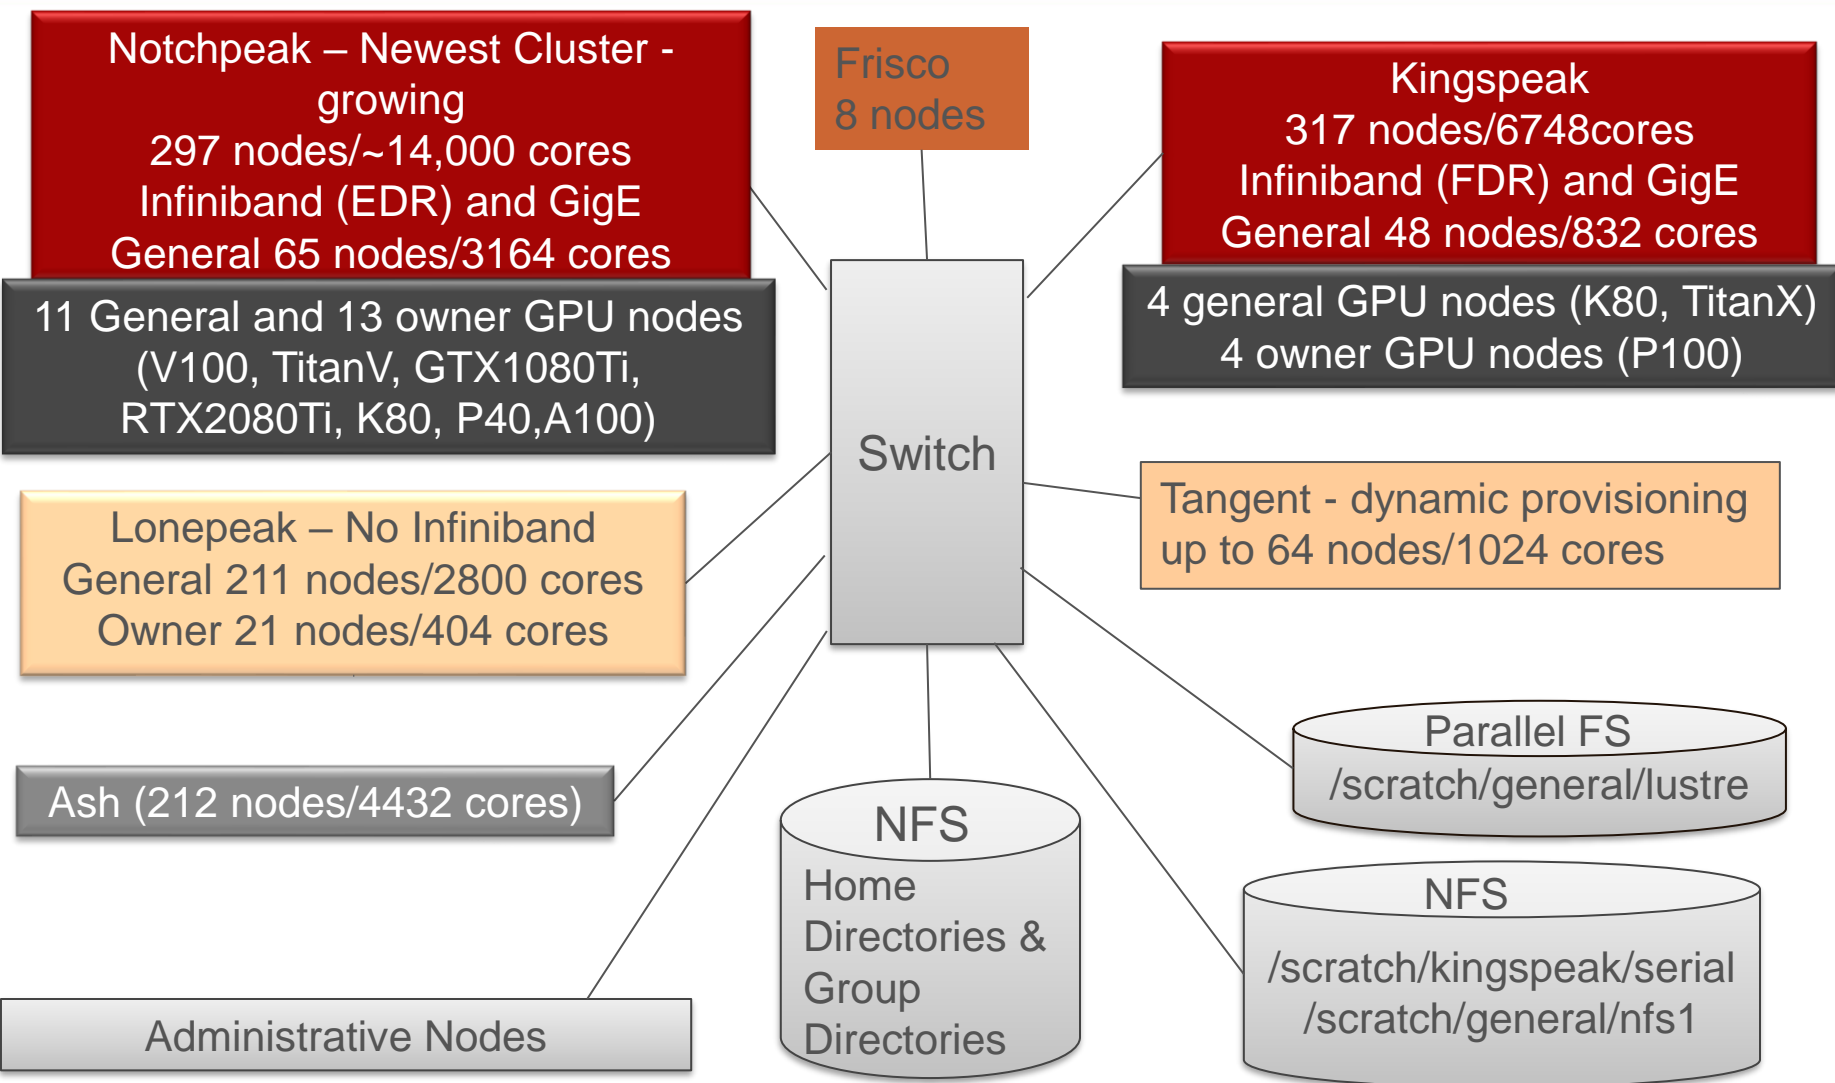 Notchpeak – Newest Cluster -
growing
297 nodes/~14,000 cores
Infiniband (EDR) and GigE
General 65 nodes/3164 cores
11 General and 13 owner GPU nodes
(V100, TitanV, GTX1080Ti,
RTX2080Ti, K80, P40,A100)
Frisco
8 nodes
Kingspeak
317 nodes/6748cores
Infiniband (FDR) and GigE
General 48 nodes/832 cores
4 general GPU nodes (K80, TitanX)
4 owner GPU nodes (P100)
Switch
Lonepeak – No Infiniband
General 211 nodes/2800 cores
Owner 21 nodes/404 cores
Tangent - dynamic provisioning
up to 64 nodes/1024 cores
Ash (212 nodes/4432 cores)
Parallel FS
/scratch/general/lustre
NFS
Home
Directories &
Group
Directories
NFS
/scratch/kingspeak/serial
/scratch/general/nfs1
Administrative Nodes